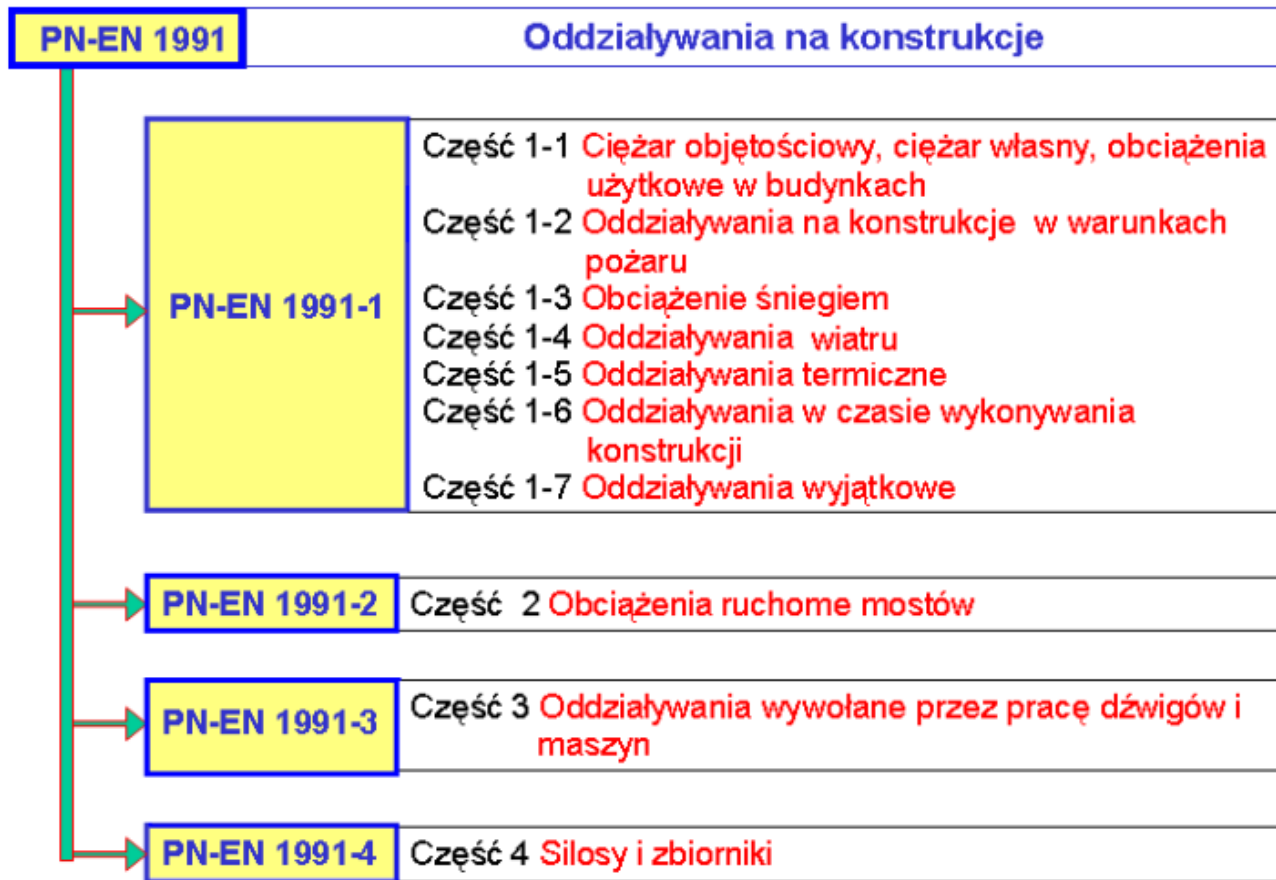 PN-EN 1991 Oddziaływania na konstrukcje
PN-EN 1991-1
Część 1-1 Ciężar objętościowy, ciężar własny, obciążenia
użytkowe w budynkach
Część 1-2 Oddziaływania na konstrukcje w warunkach
pożaru
Część 1-3 Obciążenie śniegiem
Część 1-4 Oddziaływania wiatru
Część 1-5 Oddziaływania termiczne
Część 1-6 Oddziaływania w czasie wykonywania
konstrukcji
Część 1-7 Oddziaływania wyjątkowe
PN-EN 1991-2 Część 2 Obciążenia ruchome mostów
PN-EN 1991-3 Część 3 Oddziaływania wywołane przez pracę dźwigów i
maszyn
PN-EN 1991-4 Część 4 Silosy i zbiorniki